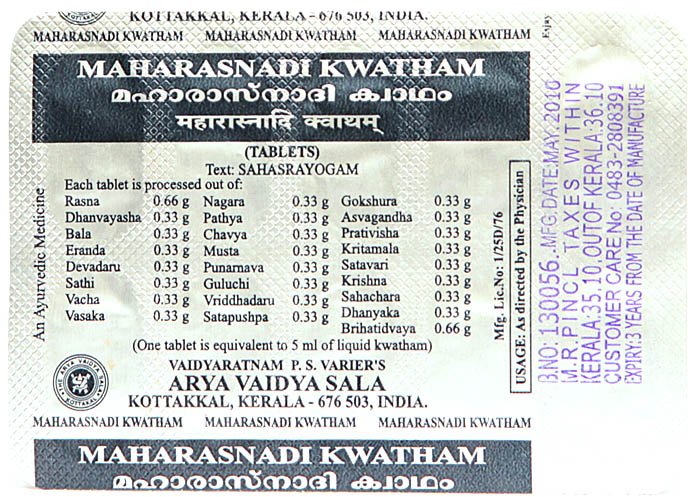 KOTTAKKAL, KERALA - 676 503, INDIA.
MAHARASNADI KWATHAM MAHARASNADI KWATHAM MAHARASNADI KWATHAM
MAHARASNADI KWATHAM
മഹാരാസ്നാദി ക്വാഥം
महारास्नादि क्वाथम्
(TABLETS)
Text: SAHASRAYOGAM
Each tablet is processed out of:
Rasna 0.66 g Nagara 0.33 g Gokshura 0.33 g
Dhanvayasha 0.33 g Pathya 0.33 g Asvagandha 0.33 g
Bala 0.33 g Chavya 0.33 g Prativisha 0.33 g
Eranda 0.33 g Musta 0.33 g Kritamala 0.33 g
Devadaru 0.33 g Punarnava 0.33 g Satavari 0.33 g
Sathi 0.33 g Guluchi 0.33 g Krishna 0.33 g
Vacha 0.33 g Vriddhadaru 0.33 g Sahachara 0.33 g
Vasaka 0.33 g Satapushpa 0.33 g Dhanyaka 0.33 g
Brihatidvaya 0.66 g
(One tablet is equivalent to 5 ml of liquid kwatham)
VAIDYARATNAM P. S. VARIER'S
ARYA VAIDYA SALA
KOTTAKKAL, KERALA - 676 503, INDIA.
MAHARASNADI KWATHAM MAHARASNADI KWATHAM MAHARASNADI KWATHAM
MAHARASNADI KWATHAM
മഹാരാസ്നാദി ക്വാഥം
An Ayurvedic Medicine
Mfg. Lic.No: 1/25D/76
USAGE: As directed by the Physician
Enjay
B.NO: 130056. MFG.DATE:MAY.2010
M.R.P.INCL TAXES WITHIN
KERALA:35.10,OUTOF KERALA:36.10
CUSTOMER CARE No: 0483-2808391
EXPIRY:3 YEARS FROM THE DATE OF MANUFACTURE